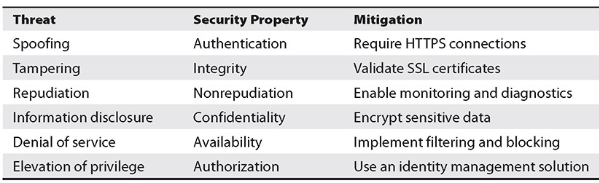 Threat Security Property Mitigation
Spoofing Authentication Require HTTPS connections
Tampering Integrity Validate SSL certificates
Repudiation Nonrepudiation Enable monitoring and diagnostics
Information disclosure Confidentiality Encrypt sensitive data
Denial of service Availability Implement filtering and blocking
Elevation of privilege Authorization Use an identity management solution